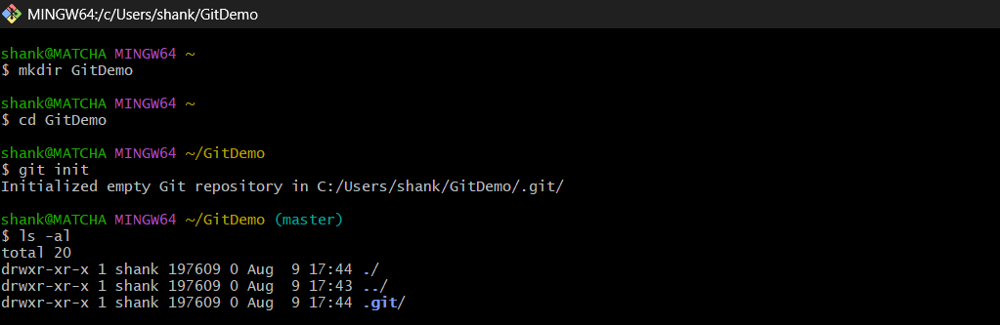 MINGW64:/c/Users/shank/GitDemo
shank@MATCHA MINGW64 ~
$ mkdir GitDemo
shank@MATCHA MINGW64 ~
$ cd GitDemo
shank@MATCHA MINGW64 ~/GitDemo
$ git init
Initialized empty Git repository in C:/Users/shank/GitDemo/.git/
shank@MATCHA MINGW64 ~/GitDemo (master)
$ ls -al
total 20
drwxr-xr-x 1 shank 197609 0 Aug  9 17:44 ./
drwxr-xr-x 1 shank 197609 0 Aug  9 17:43 ../
drwxr-xr-x 1 shank 197609 0 Aug  9 17:44 .git/